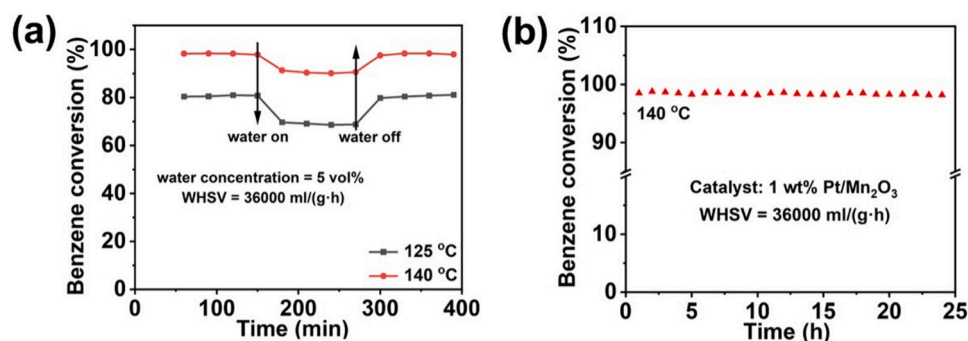 (a)
Benzene conversion (%)
120
100
80
60
40
20
0
water on
water off
water concentration = 5 vol%
WHSV = 36000 ml/(g·h)
125 °C
140 °C
0
100
200
300
400
Time (min)
(b)
Benzene conversion (%)
110
100
90
10
0
140 °C
Catalyst: 1 wt% Pt/Mn₂O₃
WHSV = 36000 ml/(g·h)
0
5
10
15
20
25
Time (h)